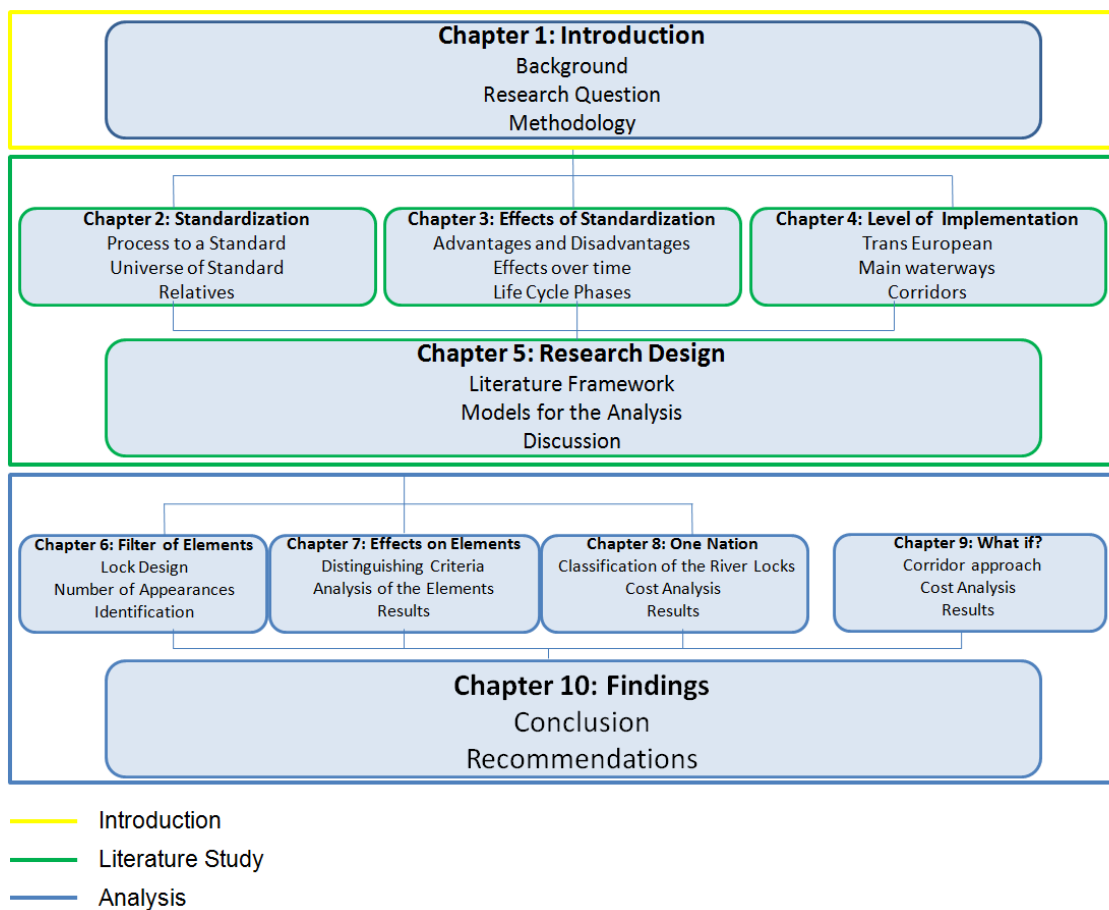 Chapter 1: Introduction
Background
Research Question
Methodology
Chapter 2: Standardization
Process to a Standard
Universe of Standard
Relatives
Chapter 3: Effects of Standardization
Advantages and Disadvantages
Effects over time
Life Cycle Phases
Chapter 4: Level of Implementation
Trans European
Main waterways
Corridors
Chapter 5: Research Design
Literature Framework
Models for the Analysis
Discussion
Chapter 6: Filter of Elements
Lock Design
Number of Appearances
Identification
Chapter 7: Effects on Elements
Distinguishing Criteria
Analysis of the Elements
Results
Chapter 8: One Nation
Classification of the River Locks
Cost Analysis
Results
Chapter 9: What if?
Corridor approach
Cost Analysis
Results
Chapter 10: Findings
Conclusion
Recommendations
Introduction
Literature Study
Analysis